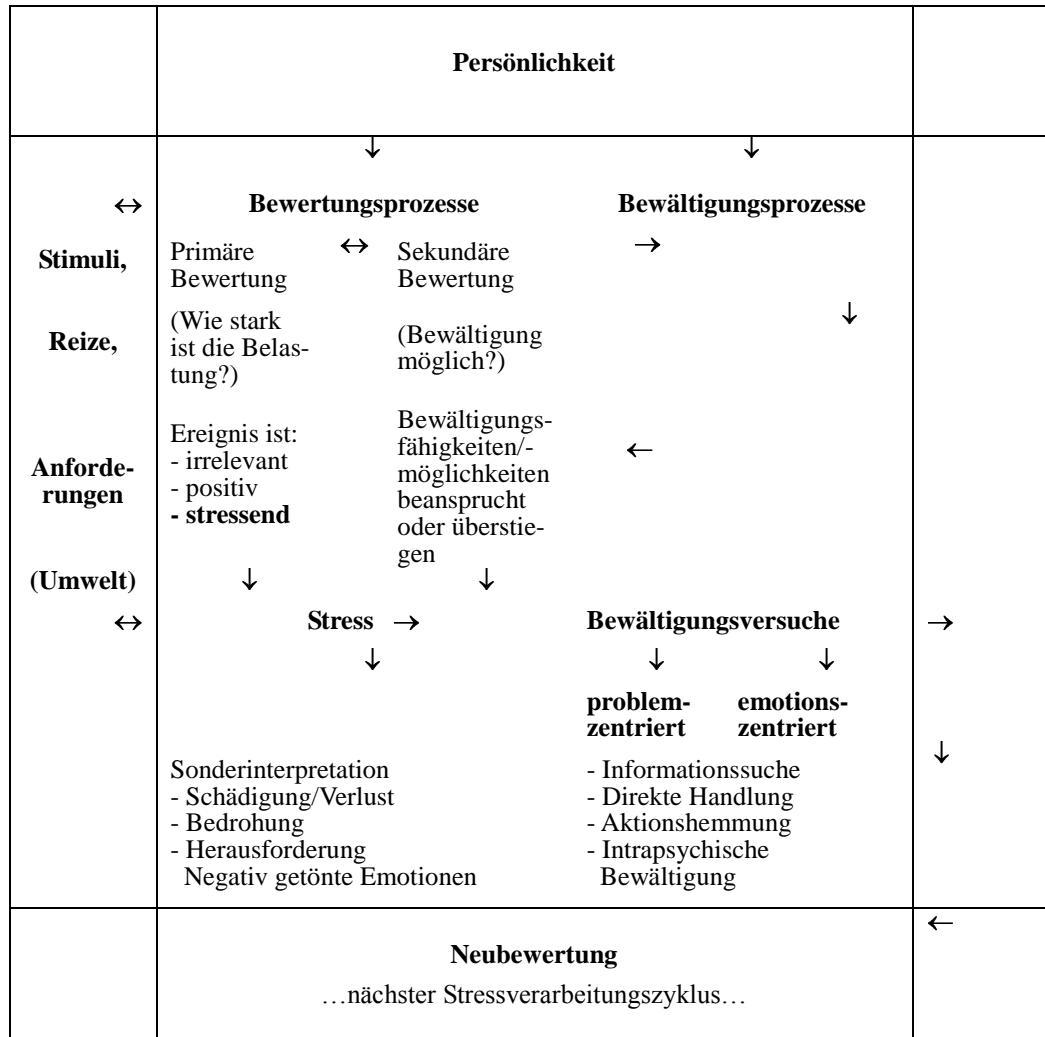 Persönlichkeit
↓ ↓
↔ Bewertungsprozesse Bewältigungsprozesse
Stimuli,
Reize,
Anforde-
rungen
(Umwelt)
↔
Primäre
Bewertung
↔
Sekundäre
Bewertung
→
↓
(Wie stark
ist die Belas-
tung?)
(Bewältigung
möglich?)
Ereignis ist:
- irrelevant
- positiv
- stressend
Bewältigungs-
fähigkeiten/-
möglichkeiten
beansprucht
oder überstie-
gen
←
↓ ↓
Stress → Bewältigungsversuche →
↓ ↓ ↓
problem-
zentriert
emotions-
zentriert
↓
Sonderinterpretation
- Schädigung/Verlust
- Bedrohung
- Herausforderung
Negativ getönte Emotionen
- Informationssuche
- Direkte Handlung
- Aktionshemmung
- Intrapsychische
Bewältigung
←
Neubewertung
…nächster Stressverarbeitungszyklus…